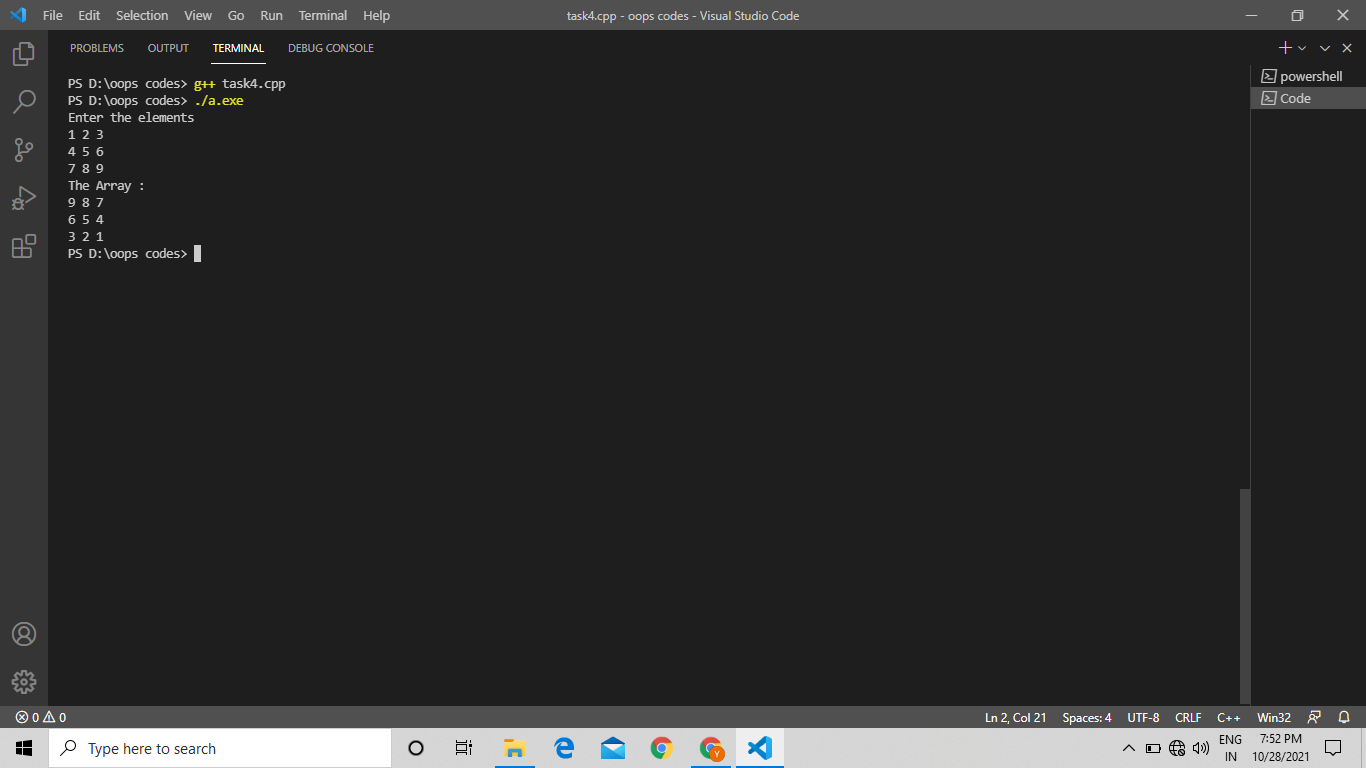 File Edit Selection View Go Run Terminal Help
task4.cpp - oops codes - Visual Studio Code
PROBLEMS OUTPUT TERMINAL DEBUG CONSOLE
PS D:\oops codes> g++ task4.cpp
PS D:\oops codes> ./a.exe
Enter the elements
1 2 3
4 5 6
7 8 9
The Array :
9 8 7
6 5 4
3 2 1
PS D:\oops codes>
powershell
Code
0 0
Ln 2, Col 21 Spaces: 4 UTF-8 CRLF C++ Win32
Type here to search
Y
ENG
IN
7:52 PM
10/28/2021